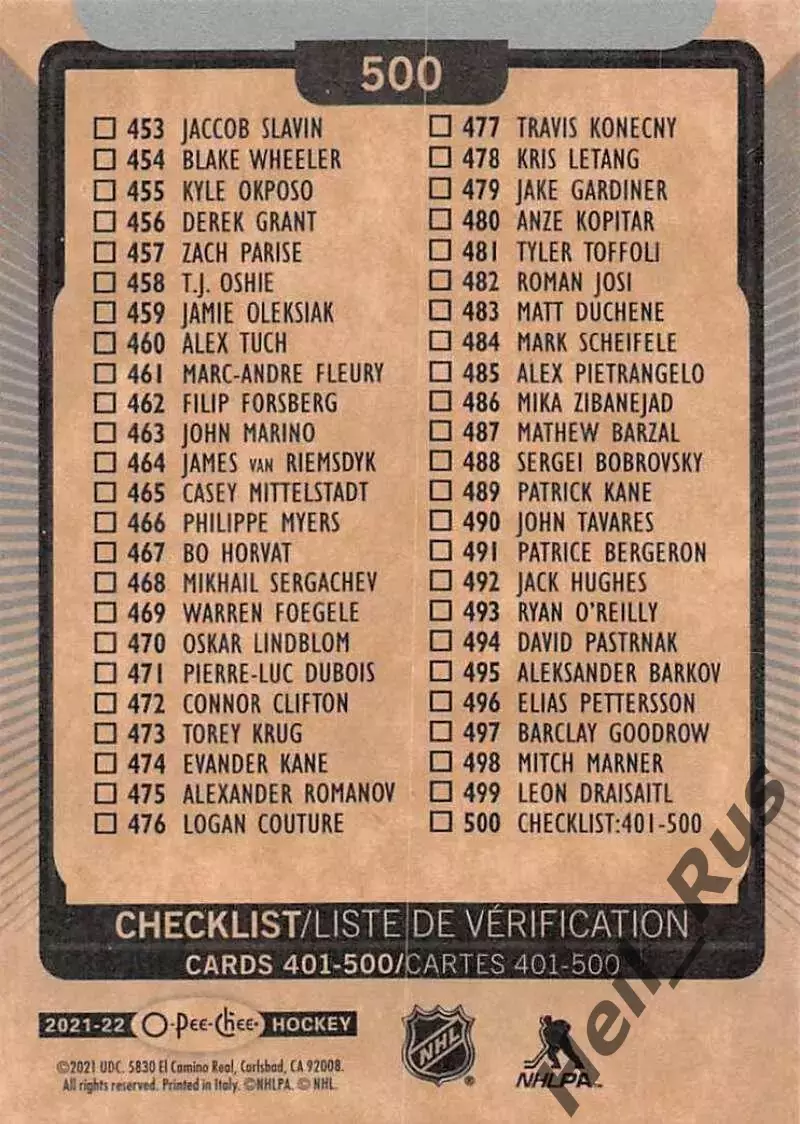 500
453 JACCOB SLAVIN
454 BLAKE WHEELER
455 KYLE OKPOSO
456 DEREK GRANT
457 ZACH PARISE
458 T.J. OSHIE
459 JAMIE OLEKSIAK
460 ALEX TUCH
461 MARC-ANDRE FLEURY
462 FILIP FORSBERG
463 JOHN MARINO
464 JAMES VAN RIEMSDYK
465 CASEY MITTELSTADT
466 PHILIPPE MYERS
467 BO HORVAT
468 MIKHAIL SERGACHEV
469 WARREN FOEGELE
470 OSKAR LINDBLOM
471 PIERRE-LUC DUBOIS
472 CONNOR CLIFTON
473 TOREY KRUG
474 EVANDER KANE
475 ALEXANDER ROMANOV
476 LOGAN COUTURE
477 TRAVIS KONECNY
478 KRIS LETANG
479 JAKE GARDINER
480 ANZE KOPITAR
481 TYLER TOFFOLI
482 ROMAN JOSI
483 MATT DUCHENE
484 MARK SCHEIFELE
485 ALEX PIETRANGELO
486 MIKA ZIBANEJAD
487 MATHEW BARZAL
488 SERGEI BOBROVSKY
489 PATRICK KANE
490 JOHN TAVARES
491 PATRICE BERGERON
492 JACK HUGHES
493 RYAN O'REILLY
494 DAVID PASTRNAK
495 ALEKSANDER BARKOV
496 ELIAS PETTERSSON
497 BARCLAY GOODROW
498 MITCH MARNER
499 LEON DRAISAITL
500 CHECKLIST:401-500
CHECKLIST/LISTE DE VÉRIFICATION
CARDS 401-500/CARTES 401-500
2021-22 O-Pee-Chee HOCKEY
NHL
NHLPA
©2021 UDC. 5830 El Camino Real, Carlsbad, CA 92008.
All rights reserved. Printed in Italy. ©NHLPA. © NHL.
Neil_Rus